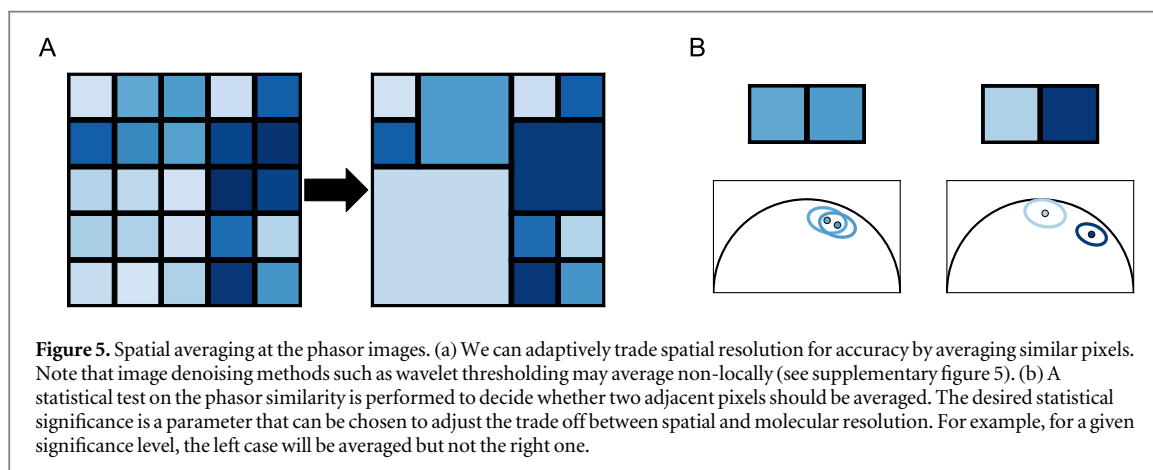 A
B
Figure 5. Spatial averaging at the phasor images. (a) We can adaptively trade spatial resolution for accuracy by averaging similar pixels.
Note that image denoising methods such as wavelet thresholding may average non-locally (see supplementary figure 5). (b) A
statistical test on the phasor similarity is performed to decide whether two adjacent pixels should be averaged. The desired statistical
significance is a parameter that can be chosen to adjust the trade off between spatial and molecular resolution. For example, for a given
significance level, the left case will be averaged but not the right one.